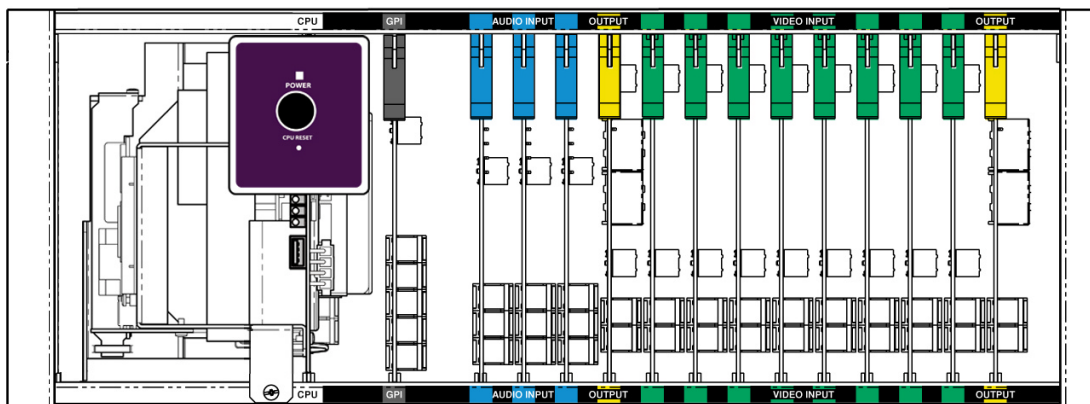 CPU GPI AUDIO INPUT OUTPUT VIDEO INPUT OUTPUT
POWER
CPU RESET
CPU GPI AUDIO INPUT OUTPUT VIDEO INPUT OUTPUT